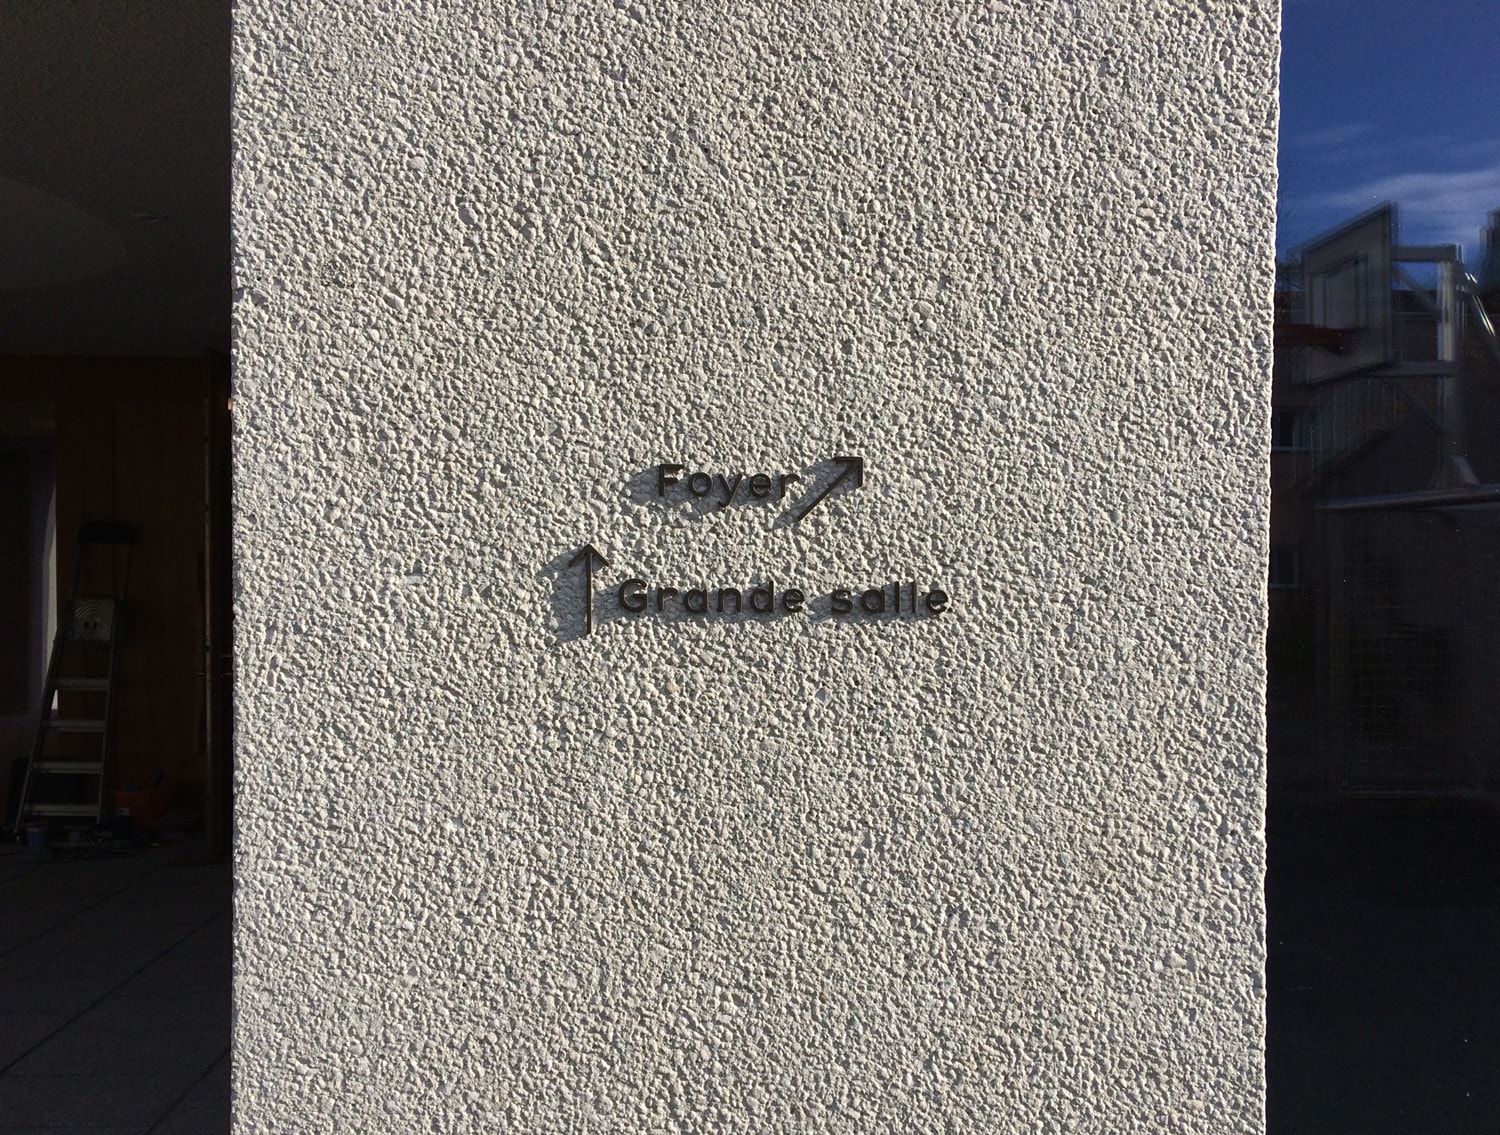 Foyer ↗
↑ Grande salle